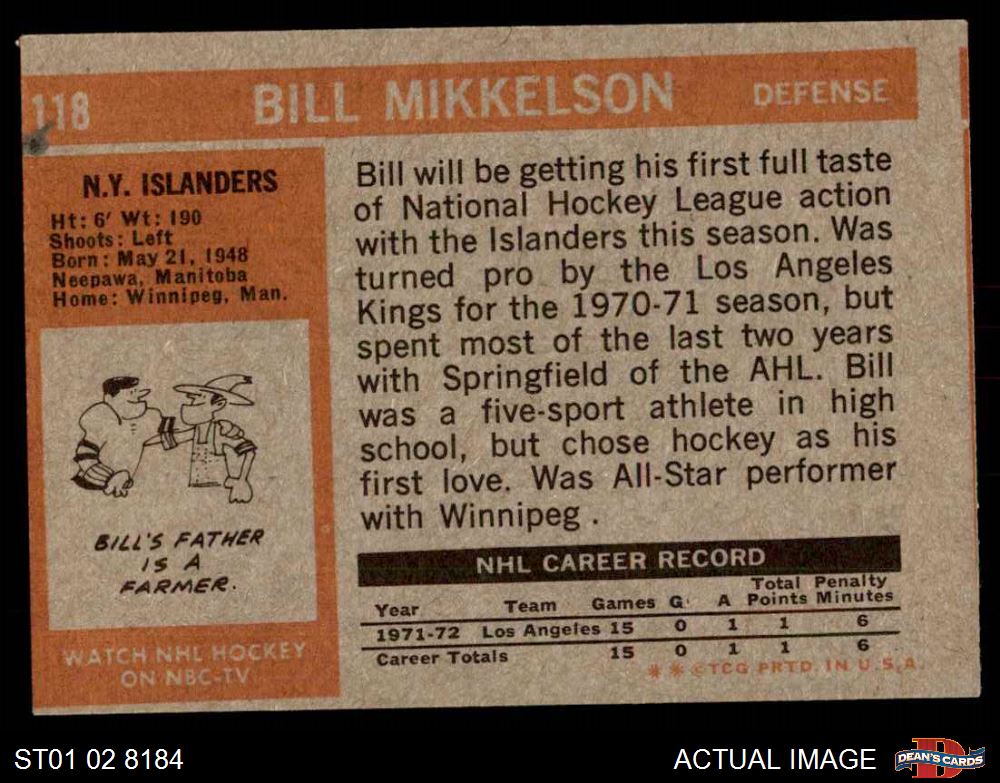 118 BILL MIKKELSON DEFENSE
N.Y. ISLANDERS
Ht: 6' Wt: 190
Shoots: Left
Born: May 21, 1948
Neepawa, Manitoba
Home: Winnipeg, Man.
BILL'S FATHER
IS A
FARMER.
WATCH NHL HOCKEY
ON NBC-TV
Bill will be getting his first full taste
of National Hockey League action
with the Islanders this season. Was
turned pro by the Los Angeles
Kings for the 1970-71 season, but
spent most of the last two years
with Springfield of the AHL. Bill
was a five-sport athlete in high
school, but chose hockey as his
first love. Was All-Star performer
with Winnipeg .
NHL CAREER RECORD
Year Team Games G A Total Points Penalty Minutes
1971-72 Los Angeles 15 0 1 1 6
Career Totals 15 0 1 1 6
* * ©TCG PRTD. IN U.S.A.
ST01 02 8184
ACTUAL IMAGE
D
DEAN'S CARDS